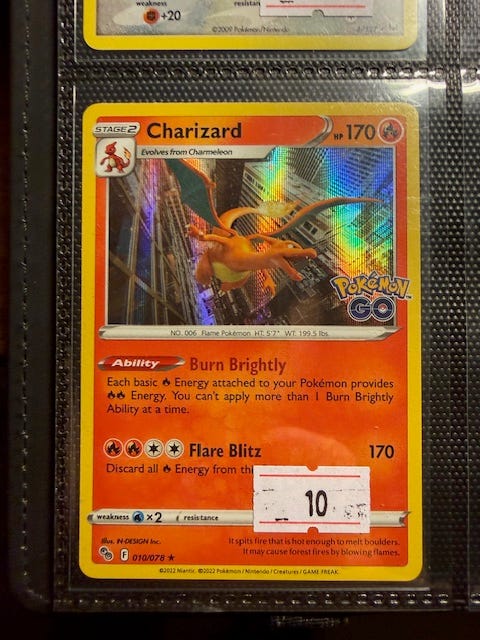 weakness
+20
©2009 Pokémon/Nintendo
STAGE2 Charizard HP 170
Evolves from Charmeleon
POKÉMON
GO
NO. 006 Flame Pokémon HT: 5'7" WT: 199.5 lbs.
Ability Burn Brightly
Each basic Energy attached to your Pokémon provides
Energy. You can't apply more than 1 Burn Brightly
Ability at a time.
Flare Blitz 170
Discard all Energy from
10
weakness ×2 resistance
Illus. N-DESIGN Inc.
F 010/078 ★
It spits fire that is hot enough to melt boulders.
It may cause forest fires by blowing flames.
©2022 Niantic. ©2022 Pokémon / Nintendo / Creatures / GAME FREAK.